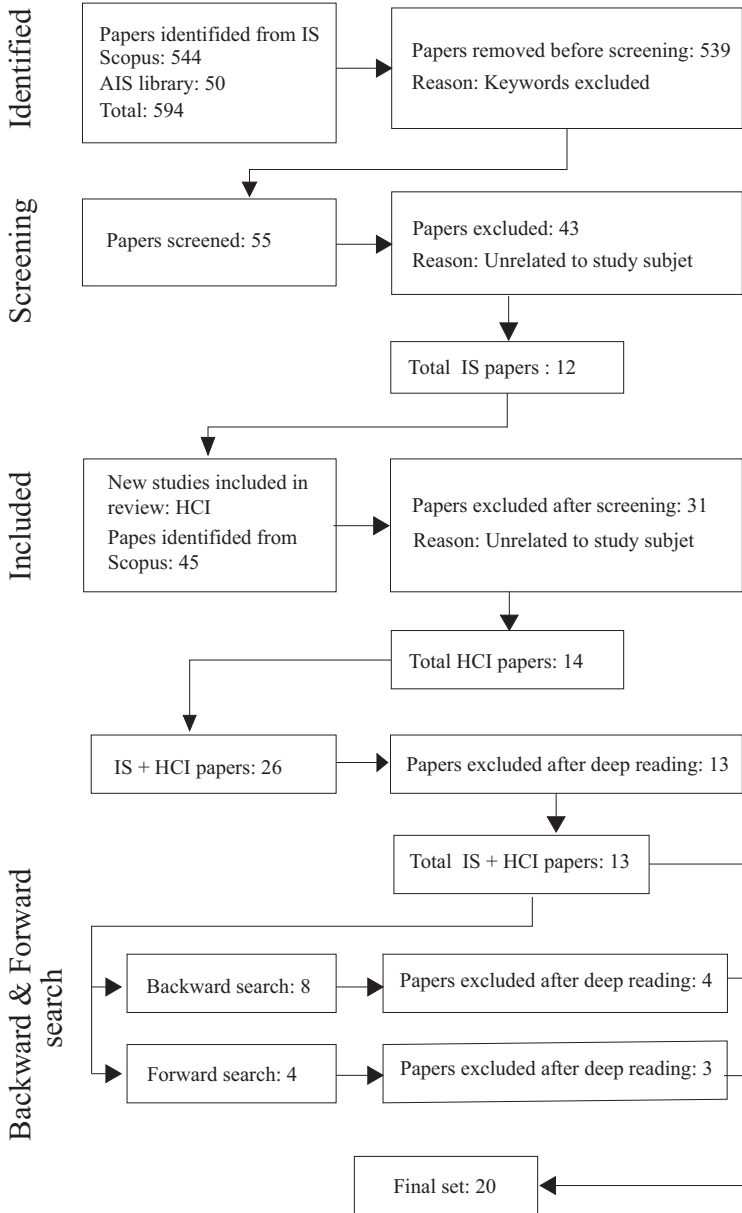 Identified
Papers identifided from IS
Scopus: 544
AIS library: 50
Total: 594
Papers removed before screening: 539
Reason: Keywords excluded
Screening
Papers screened: 55
Papers excluded: 43
Reason: Unrelated to study subjet
Total IS papers : 12
Included
New studies included in
review: HCI
Papes identifided from
Scopus: 45
Papers excluded after screening: 31
Reason: Unrelated to study subjet
Total HCI papers: 14
IS + HCI papers: 26
Papers excluded after deep reading: 13
Total IS + HCI papers: 13
Backward & Forward
search
Backward search: 8
Papers excluded after deep reading: 4
Forward search: 4
Papers excluded after deep reading: 3
Final set: 20